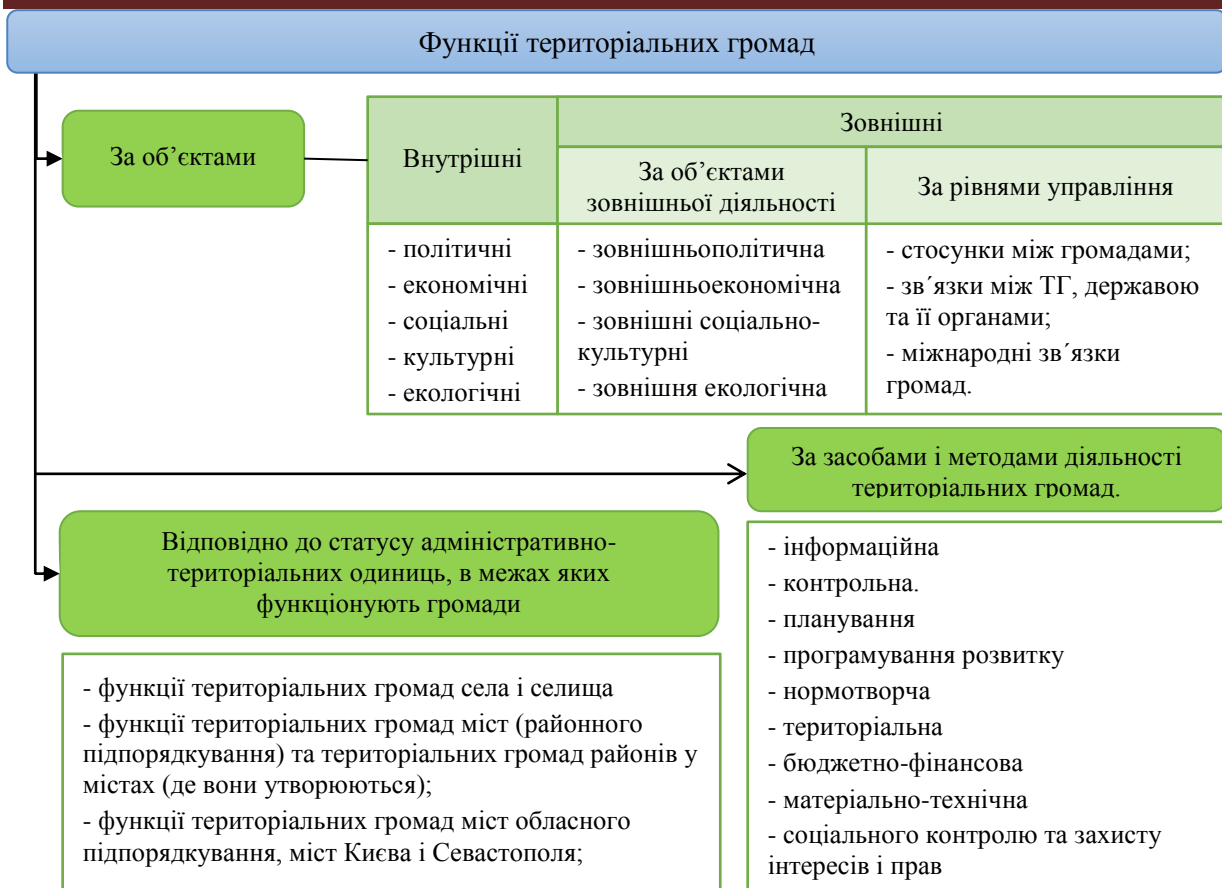 Функції територіальних громад
За об’єктами
Внутрішні
Зовнішні
За об’єктами
зовнішньої діяльності
За рівнями управління
- політичні
- економічні
- соціальні
- культурні
- екологічні
- зовнішньополітична
- зовнішньоекономічна
- зовнішні соціально-
культурні
- зовнішня екологічна
- стосунки між громадами;
- зв´язки між ТГ, державою
та її органами;
- міжнародні зв´язки
громад.
За засобами і методами діяльності
територіальних громад.
- інформаційна
- контрольна.
- планування
- програмування розвитку
- нормотворча
- територіальна
- бюджетно-фінансова
- матеріально-технічна
- соціального контролю та захисту
інтересів і прав
Відповідно до статусу адміністративно-
територіальних одиниць, в межах яких
функціонують громади
- функції територіальних громад села і селища
- функції територіальних громад міст (районного
підпорядкування) та територіальних громад районів у
містах (де вони утворюються);
- функції територіальних громад міст обласного
підпорядкування, міст Києва і Севастополя;